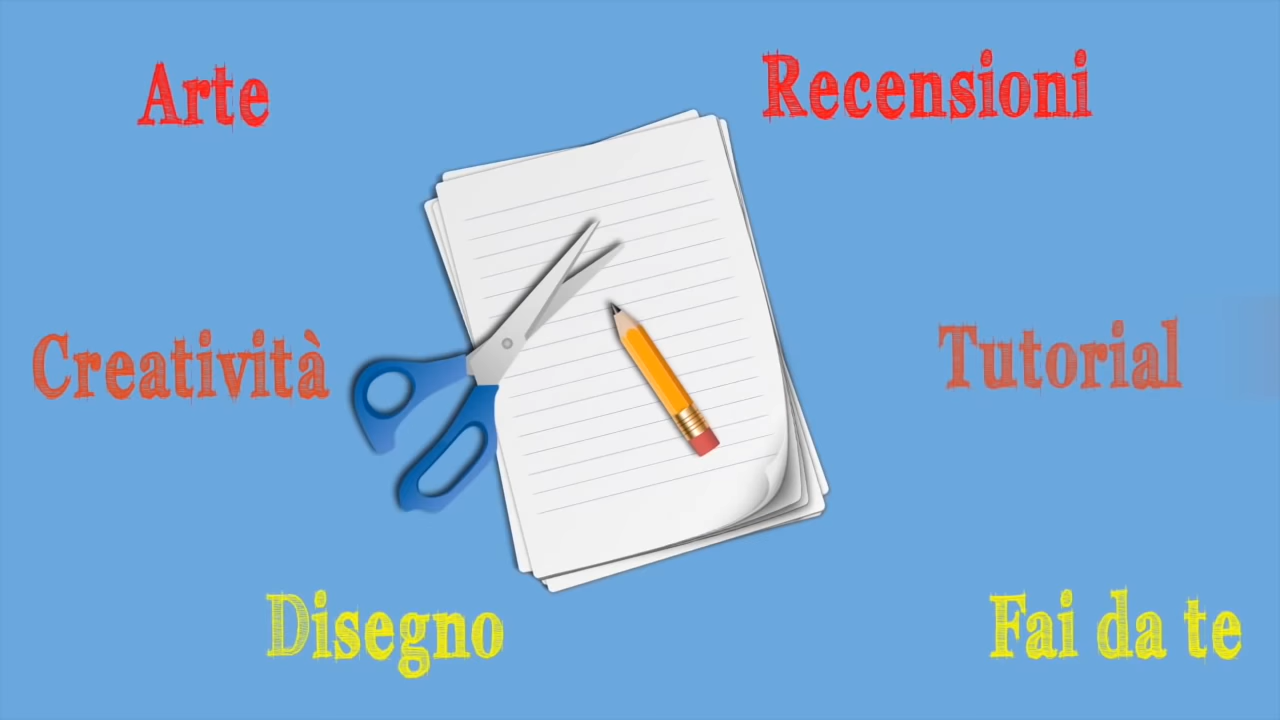 Arte
Recensioni
Creatività
Tutorial
Disegno
Fai da te